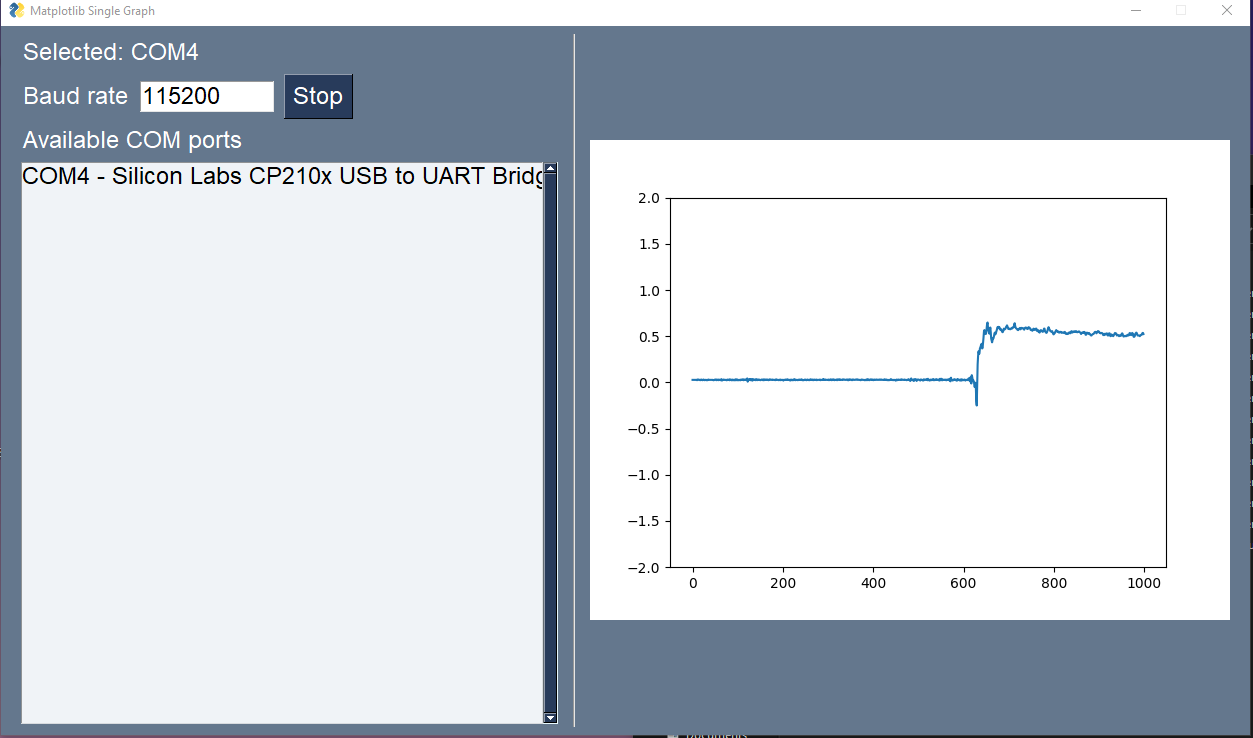 Matplotlib Single Graph
Selected: COM4
Baud rate 115200 Stop
Available COM ports
COM4 - Silicon Labs CP210x USB to UART Bridg
2.0
1.5
1.0
0.5
0.0
−0.5
−1.0
−1.5
−2.0
0 200 400 600 800 1000
Documents